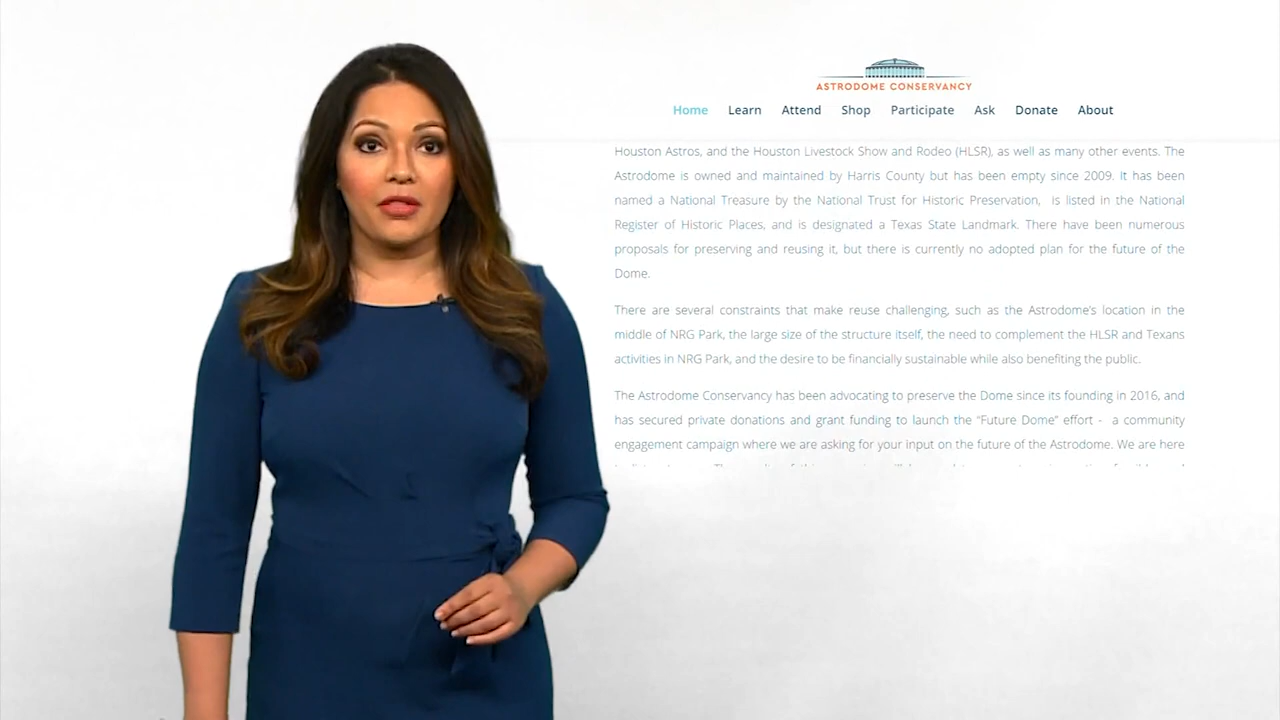 ASTRODOME CONSERVANCY
Home Learn Attend Shop Participate Ask Donate About
Houston Astros, and the Houston Livestock Show and Rodeo (HLSR), as well as many other events. The
Astrodome is owned and maintained by Harris County but has been empty since 2009. It has been
named a National Treasure by the National Trust for Historic Preservation, is listed in the National
Register of Historic Places, and is designated a Texas State Landmark. There have been numerous
proposals for preserving and reusing it, but there is currently no adopted plan for the future of the
Dome.
There are several constraints that make reuse challenging, such as the Astrodome's location in the
middle of NRG Park, the large size of the structure itself, the need to complement the HLSR and Texans
activities in NRG Park, and the desire to be financially sustainable while also benefiting the public.
The Astrodome Conservancy has been advocating to preserve the Dome since its founding in 2016, and
has secured private donations and grant funding to launch the “Future Dome” effort - a community
engagement campaign where we are asking for your input on the future of the Astrodome. We are here